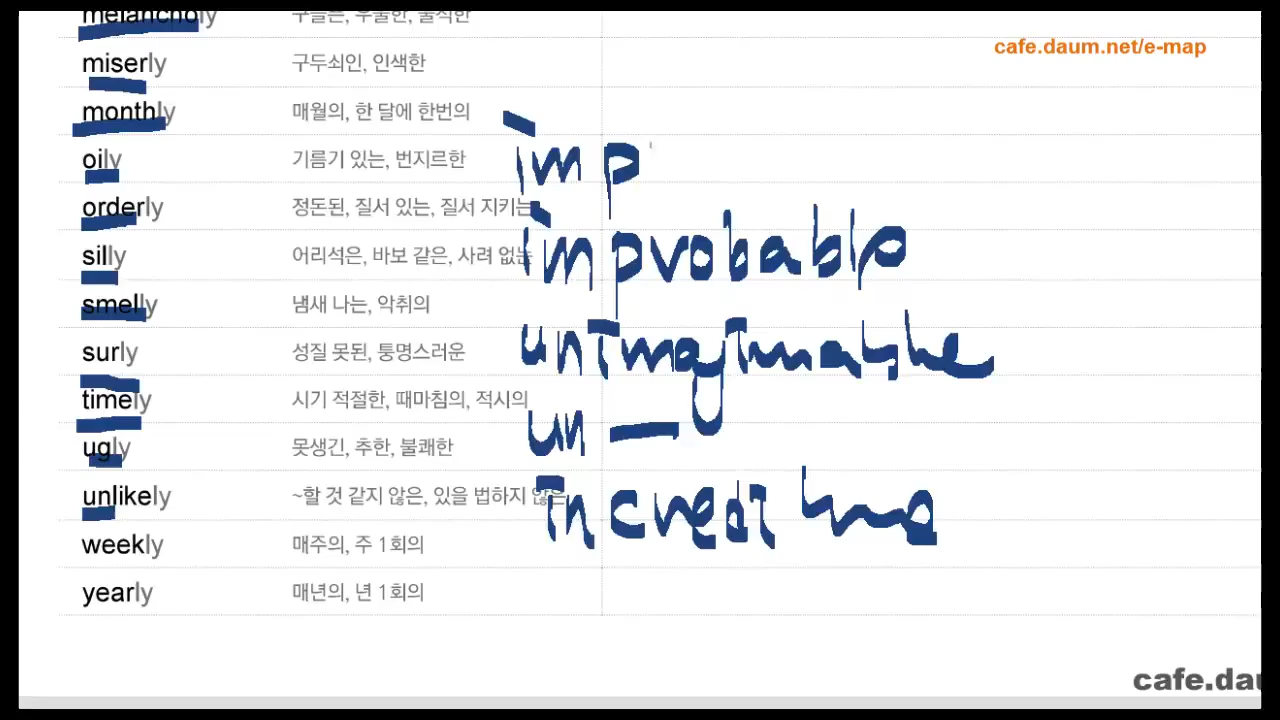 melancholy 구슬픈, 우울한, 울적한
cafe.daum.net/e-map
miserly 구두쇠인, 인색한
monthly 매월의, 한 달에 한번의
oily 기름기 있는, 번지르한
imp
orderly 정돈된, 질서 있는, 질서 지키는
silly 어리석은, 바보 같은, 사려 없는
improbable
smelly 냄새 나는, 악취의
surly 성질 못된, 퉁명스러운
unimaginable
timely 시기 적절한, 때마침의, 적시의
ugly 못생긴, 추한, 불쾌한
un
unlikely ~할 것 같지 않은, 있을 법하지 않은
weekly 매주의, 주 1회의
yearly 매년의, 년 1회의
cafe.dau